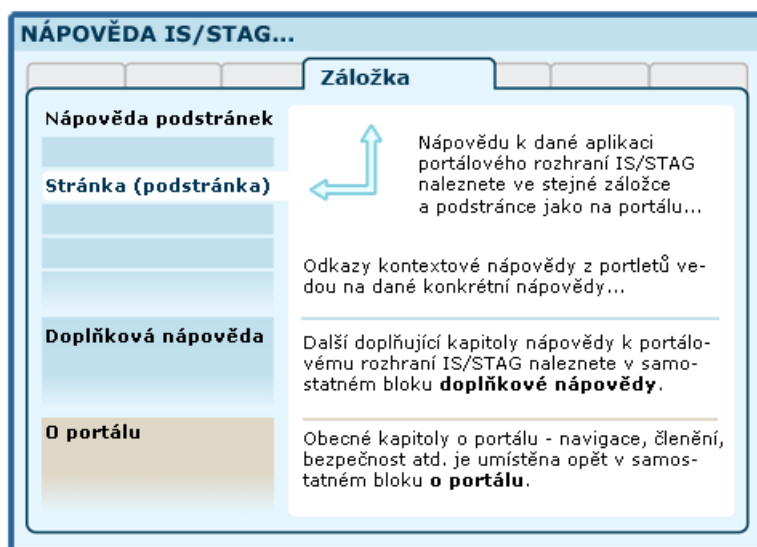 NÁPOVĚDA IS/STAG...
Záložka
Nápověda podstránek
Stránka (podstránka)
Nápovědu k dané aplikaci
portálového rozhraní IS/STAG
naleznete ve stejné záložce
a podstránce jako na portálu...
Odkazy kontextové nápovědy z portletů ve-
dou na dané konkrétní nápovědy...
Doplňková nápověda
Další doplňující kapitoly nápovědy k portálo-
vému rozhraní IS/STAG naleznete v samo-
statném bloku doplňkové nápovědy.
O portálu
Obecné kapitoly o portálu - navigace, členění,
bezpečnost atd. je umístěna opět v samos-
tatném bloku o portálu.